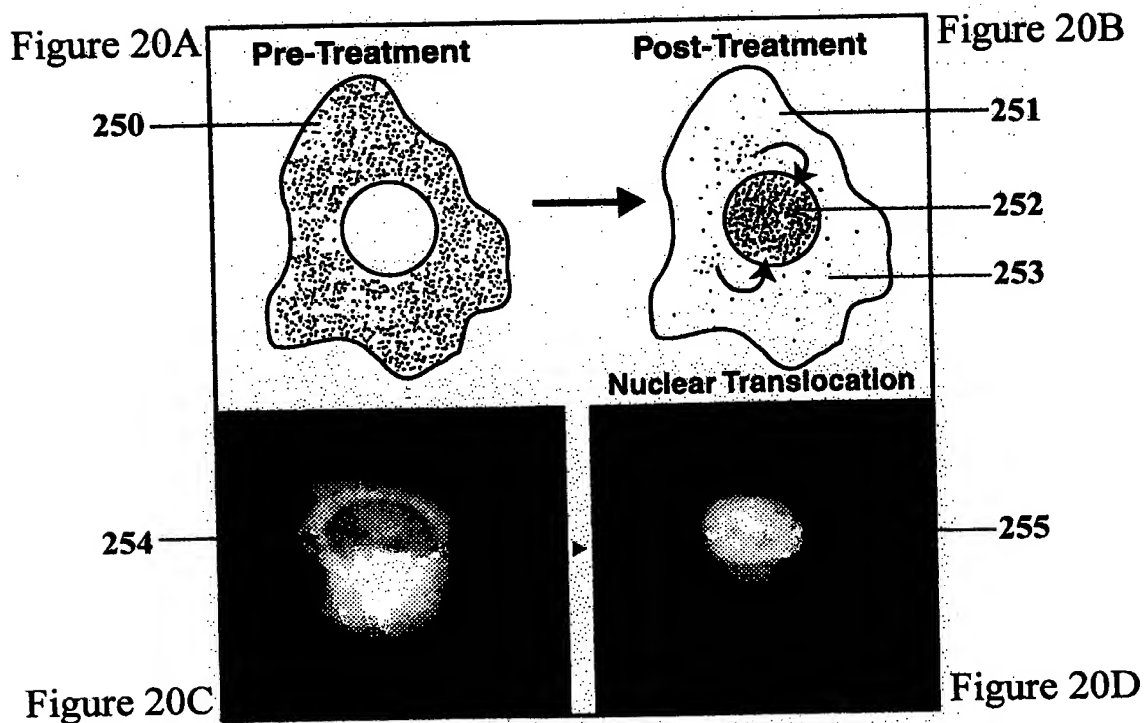 Figure 20A
Figure 20B
Pre-Treatment
Post-Treatment
250
251
252
253
Nuclear Translocation
254
255
Figure 20C
Figure 20D